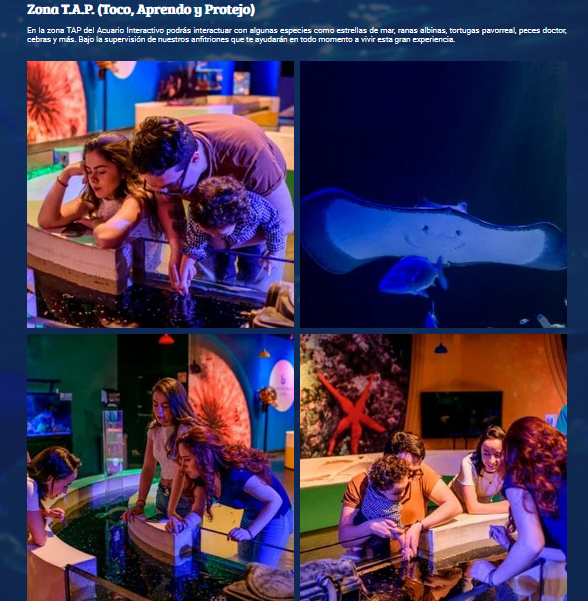 Zona T.A.P. (Toco, Aprendo y Protejo)
En la zona TAP del Acuario Interactivo podrás interactuar con algunas especies como estrellas de mar, ranas albinas, tortugas pavorreal, peces doctor,
cebras y más. Bajo la supervisión de nuestros anfitriones que te ayudarán en todo momento a vivir esta gran experiencia.